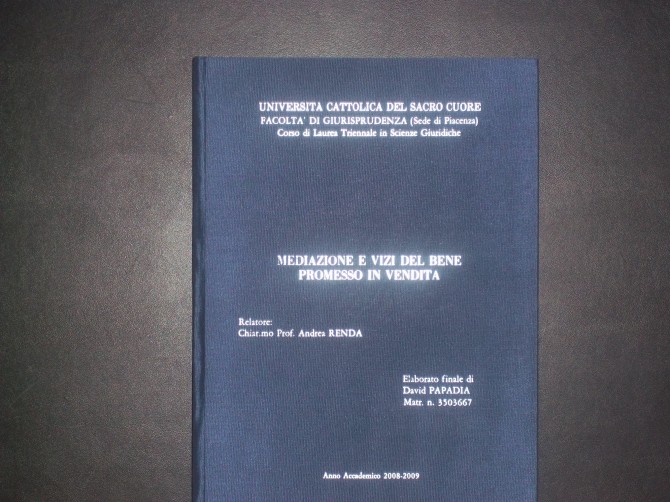 UNIVERSITA CATTOLICA DEL SACRO CUORE
FACOLTA' DI GIURISPRUDENZA (Sede di Piacenza)
Corso di Laurea Triennale in Scienze Giuridiche
MEDIAZIONE E VIZI DEL BENE
PROMESSO IN VENDITA
Relatore:
Chiar.mo Prof. Andrea RENDA
Elaborato finale di
David PAPADIA
Matr. n. 3503667
Anno Accademico 2008-2009